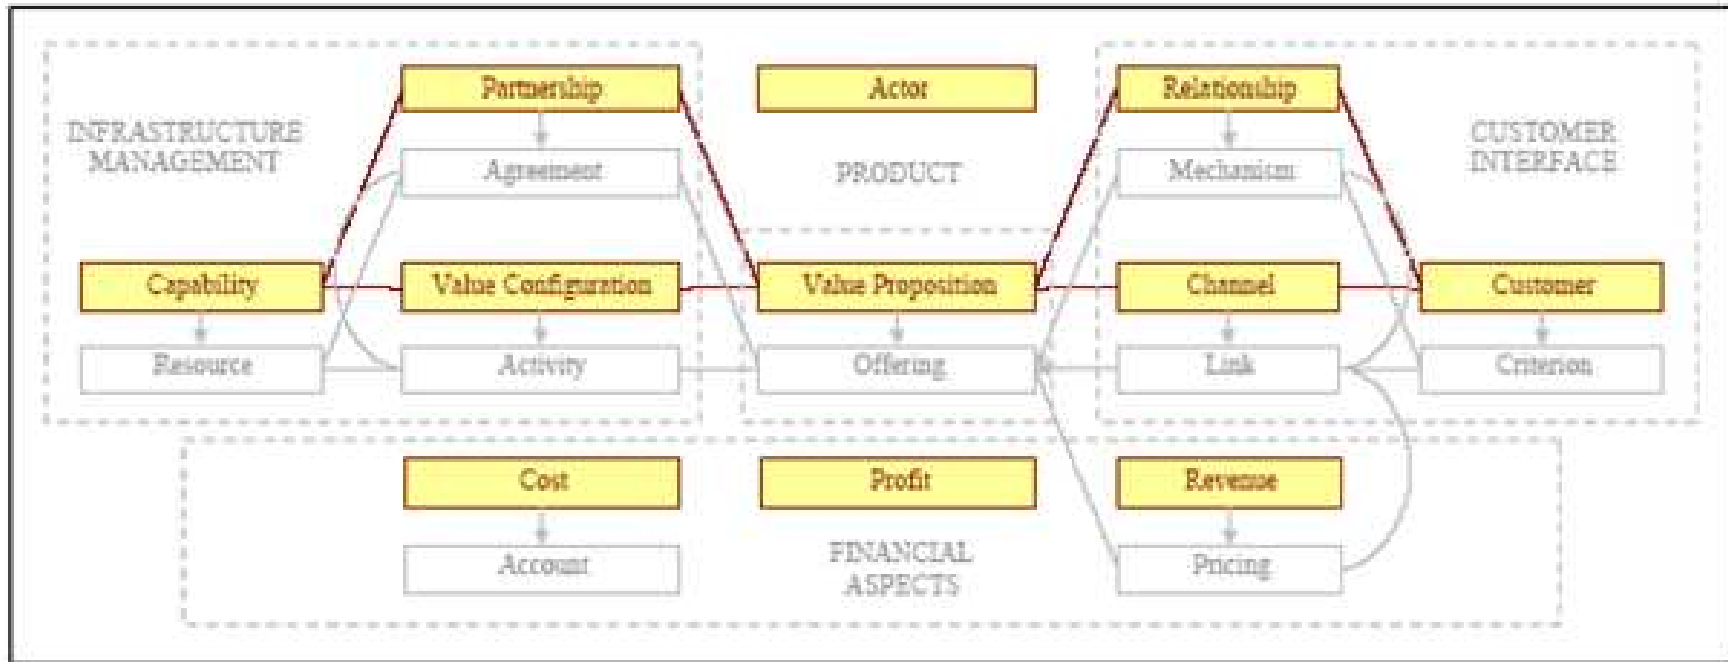 Partnership
Actor
Relationship
INFRASTRUCTURE
MANAGEMENT
CUSTOMER
INTERFACE
Agreement
PRODUCT
Mechanism
Capability
Value Configuration
Value Proposition
Channel
Customer
Resource
Activity
Offering
Link
Criterion
Cost
Profit
Revenue
Account
FINANCIAL
ASPECTS
Pricing